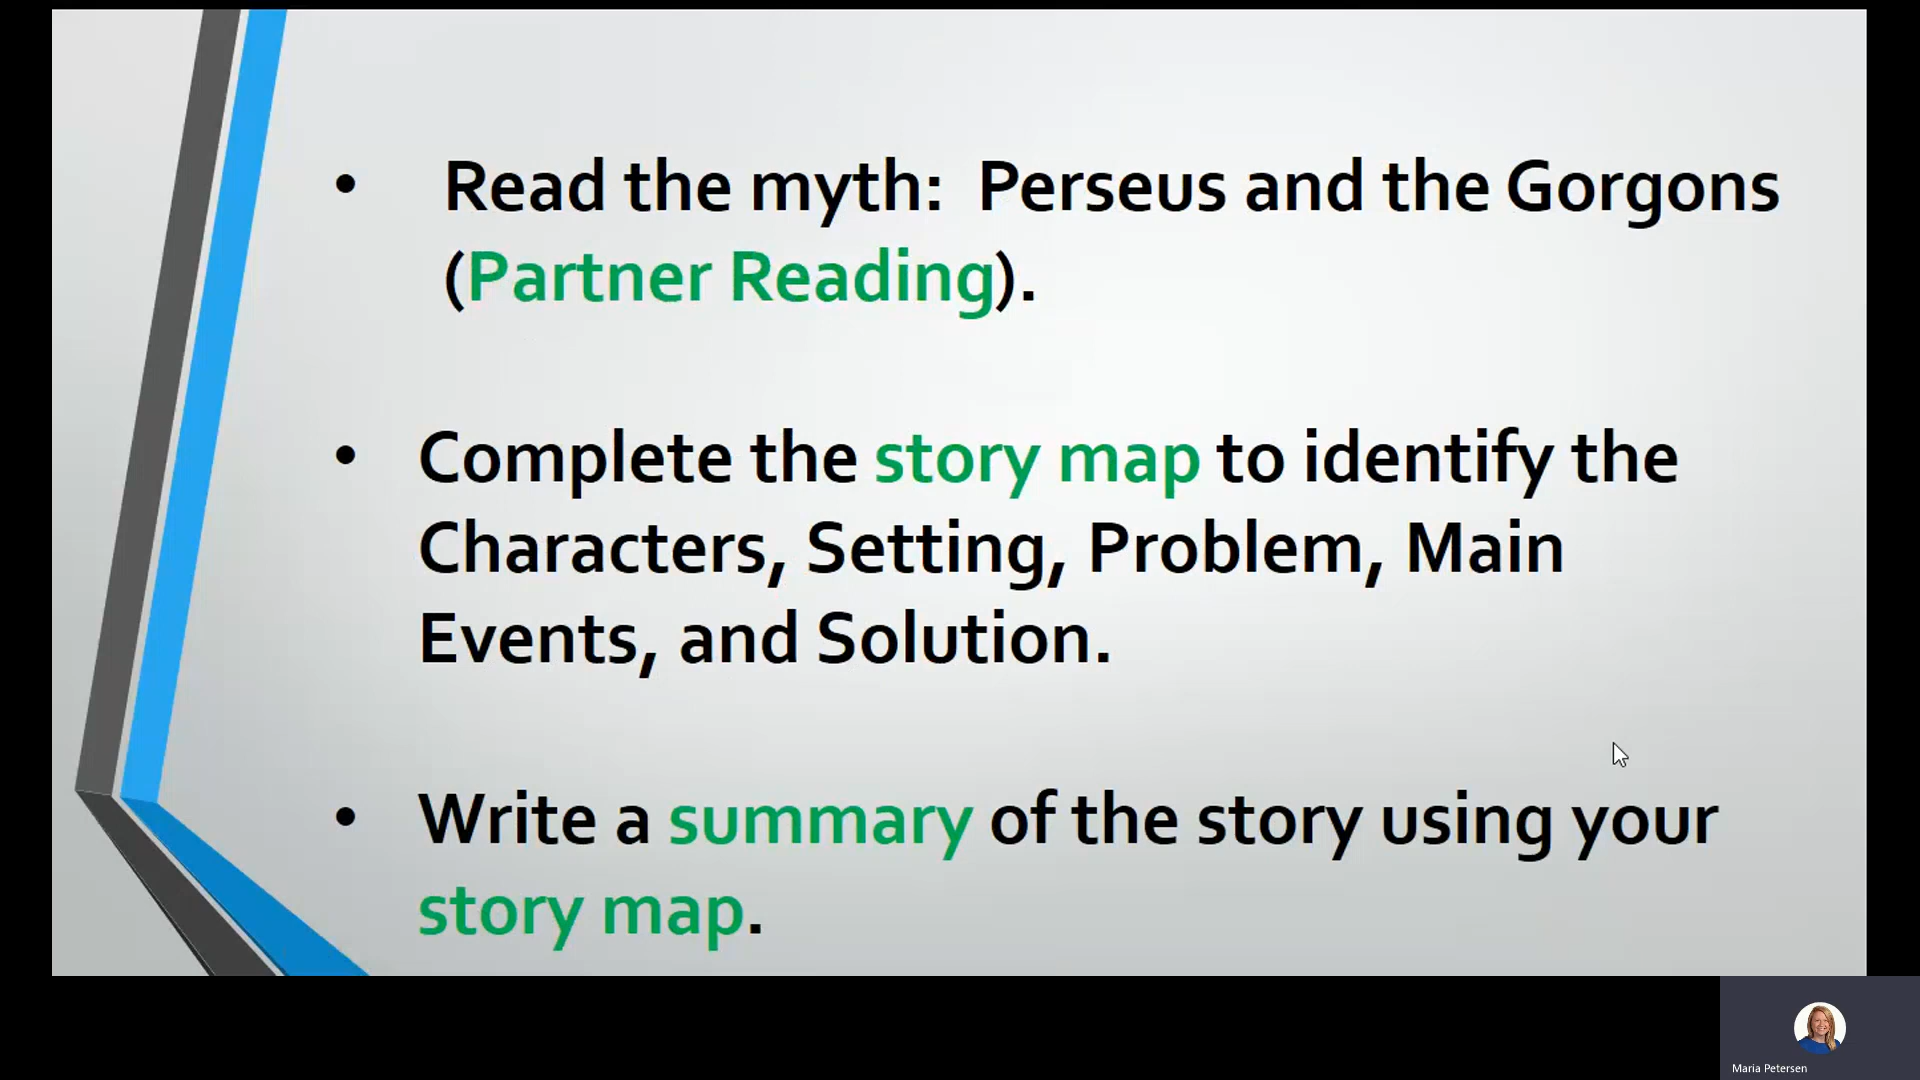 • Read the myth:  Perseus and the Gorgons
(Partner Reading).
• Complete the story map to identify the
Characters, Setting, Problem, Main
Events, and Solution.
• Write a summary of the story using your
story map.
Maria Petersen